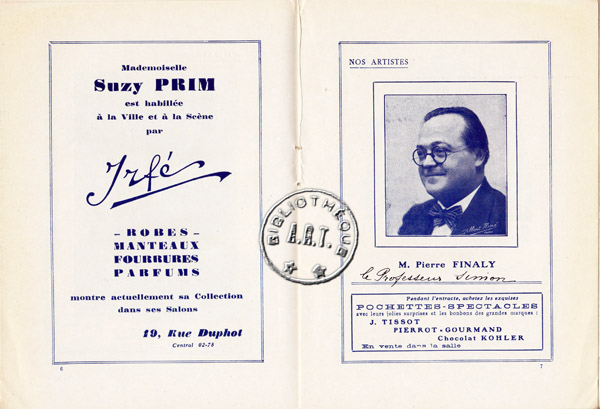 Mademoiselle
Suzy PRIM
est habillée
à la Ville et à la Scène
par
Irfé
– ROBES –
MANTEAUX
FOURRURES
PARFUMS
montre actuellement sa Collection
dans ses Salons
19, Rue Duphot
Central 02-78
6
BIBLIOTHÈQUE
A.R.T.
NOS ARTISTES
M. Pierre FINALY
le Professeur Simon
Pendant l'entracte, achetez les exquises
POCHETTES-SPECTACLES
avec leurs jolies surprises et les bonbons des grandes marques :
J. TISSOT
PIERROT-GOURMAND
Chocolat KOHLER
En vente dans la salle
7